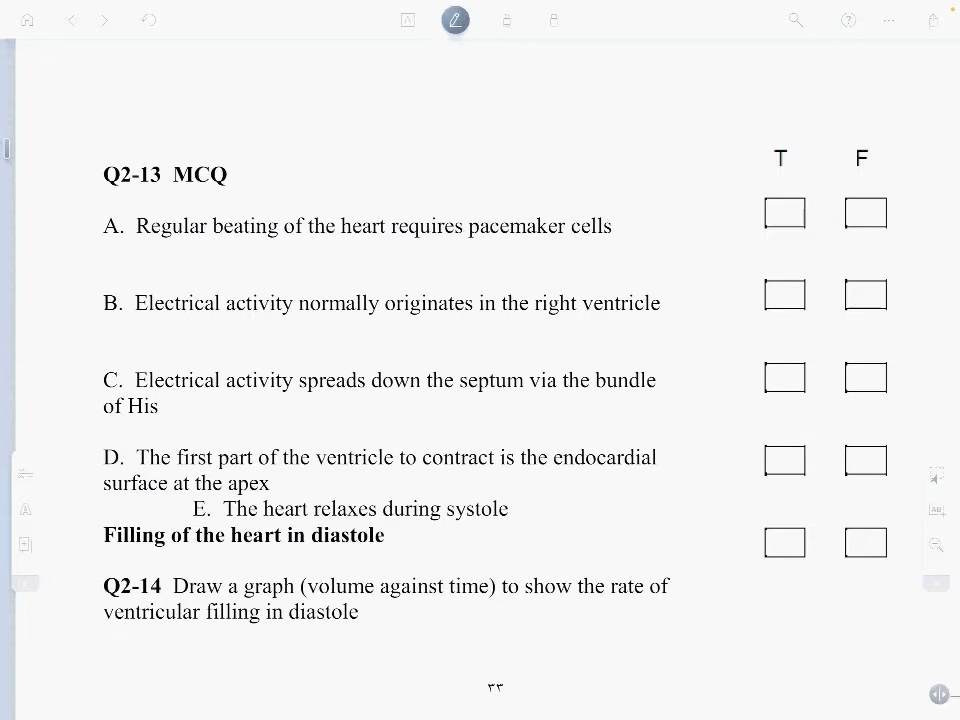 T F
Q2-13 MCQ
A. Regular beating of the heart requires pacemaker cells
B. Electrical activity normally originates in the right ventricle
C. Electrical activity spreads down the septum via the bundle
of His
D. The first part of the ventricle to contract is the endocardial
surface at the apex
E. The heart relaxes during systole
Filling of the heart in diastole
Q2-14 Draw a graph (volume against time) to show the rate of
ventricular filling in diastole
٣٣